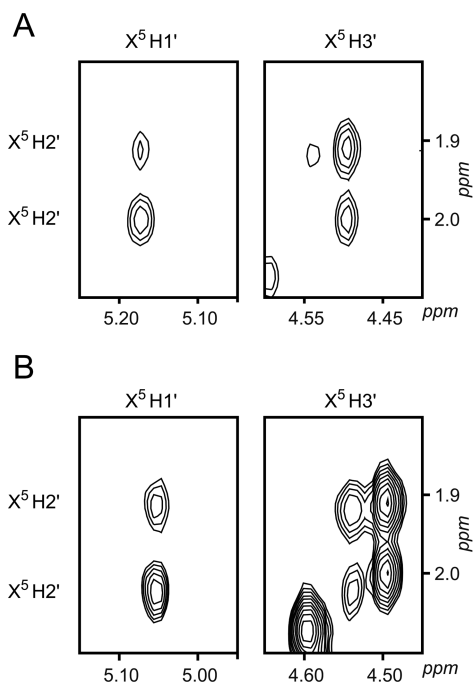 A
X⁵ H1' X⁵ H3'
X⁵ H2' 1.9
ppm
X⁵ H2' 2.0
5.20 5.10 4.55 4.45 ppm
B
X⁵ H1' X⁵ H3'
X⁵ H2' 1.9
ppm
X⁵ H2' 2.0
5.10 5.00 4.60 4.50 ppm